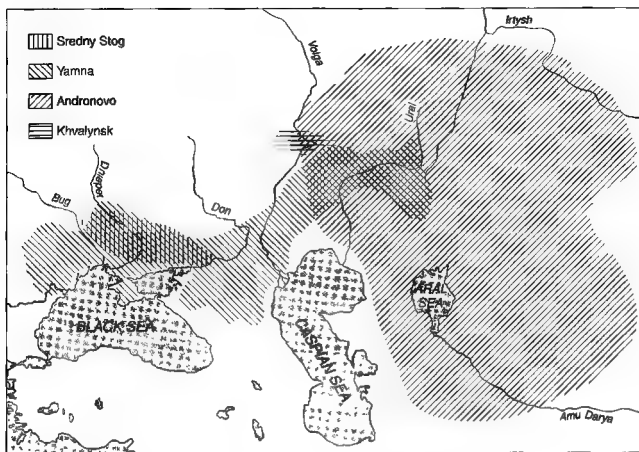 Sredny Stog
Yamna
Andronovo
Khvalynsk
Volga
Irtysh
Ural
Dnieper
Bug
Don
BLACK SEA
CASPIAN SEA
ARAL
SEA
Amu Darya